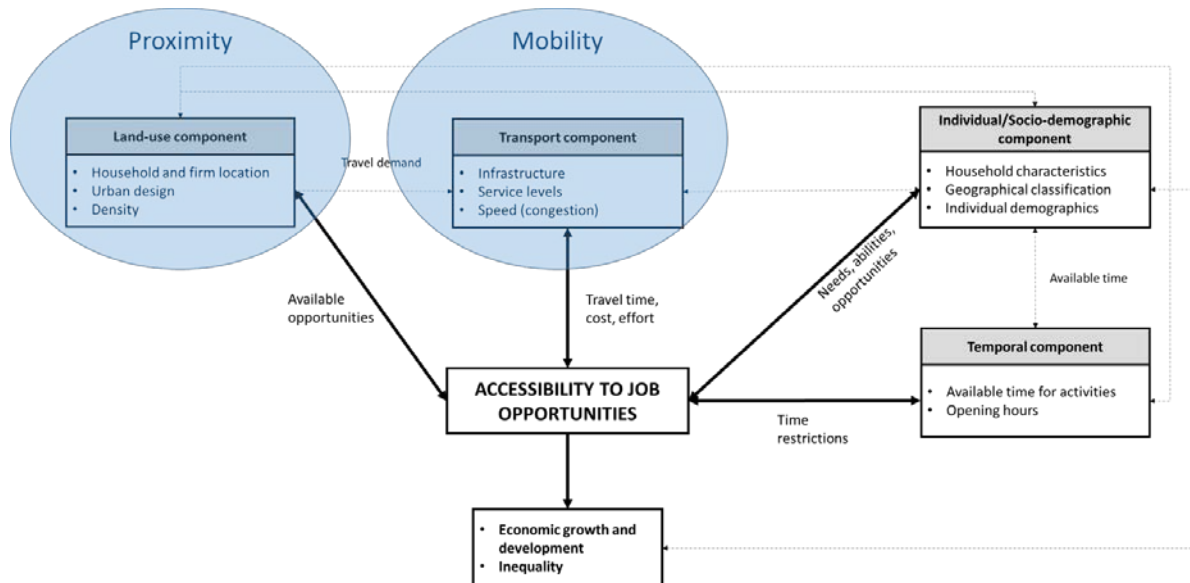 Proximity
Mobility
Land-use component
• Household and firm location
• Urban design
• Density
Travel demand
Transport component
• Infrastructure
• Service levels
• Speed (congestion)
Individual/Socio-demographic
component
• Household characteristics
• Geographical classification
• Individual demographics
Available
opportunities
Travel time,
cost, effort
Needs, abilities,
opportunities
Available time
Temporal component
• Available time for activities
• Opening hours
ACCESSIBILITY TO JOB
OPPORTUNITIES
Time
restrictions
• Economic growth and
development
• Inequality